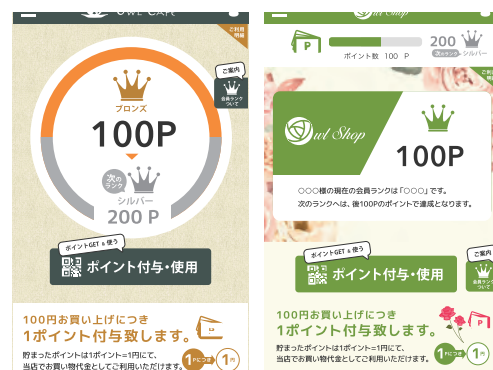 OWL CAFE
ご利用
明細
ご案内
会員ランク
ついて
ブロンズ
100P
次の
ランク
シルバー
200 P
ポイントGET & 使う
ポイント付与・使用
100円お買い上げにつき
1ポイント付与致します。
貯まったポイントは1ポイント=1円にて、
当店でお買い物代金としてご利用いただけます。
1Pにつき
1円
Owl Shop
P
ポイント数 100 P
200
次のランク
シルバー
ご利
明
Owl Shop
100P
○○○様の現在の会員ランクは「○○○」です。
次のランクへは、後100Pのポイントで達成となります。
ポイントGET & 使う
ポイント付与・使用
ご案内
会員ランク
ついて
100円お買い上げにつき
1ポイント付与致します。
P
貯まったポイントは1ポイント=1円にて、
当店でお買い物代金としてご利用いただけます。
1Pにつき
1円